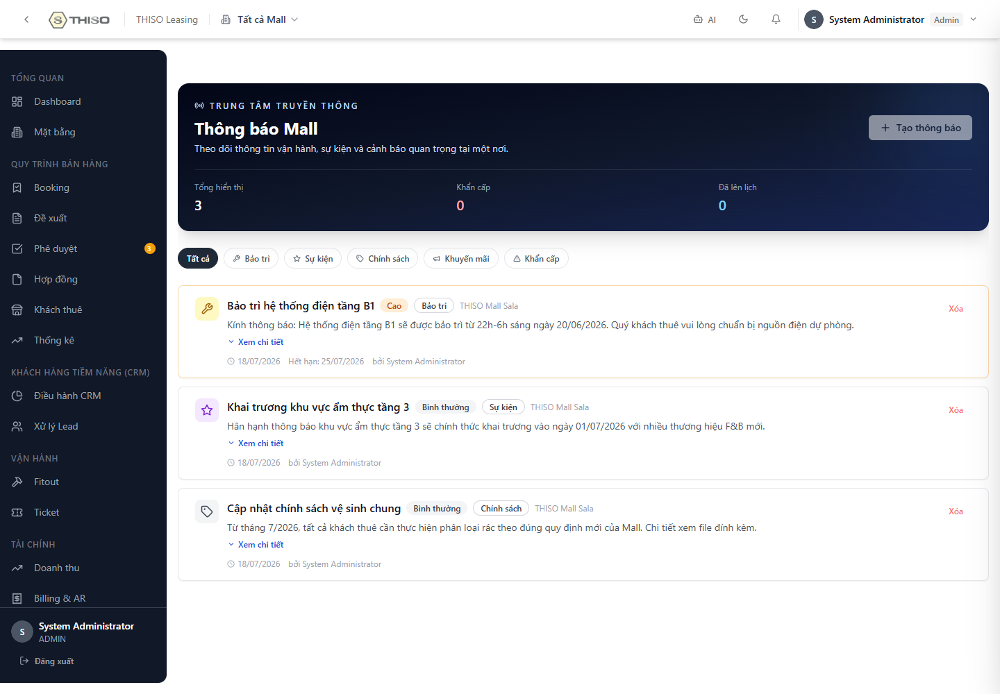 THISO
THISO Leasing
Tất cả Mall
AI
S
System Administrator
Admin
TỔNG QUAN
Dashboard
Mặt bằng
QUY TRÌNH BÁN HÀNG
Booking
Đề xuất
Phê duyệt
3
Hợp đồng
Khách thuê
Thống kê
KHÁCH HÀNG TIỀM NĂNG (CRM)
Điều hành CRM
Xử lý Lead
VẬN HÀNH
Fitout
Ticket
TÀI CHÍNH
Doanh thu
Billing & AR
S
System Administrator
ADMIN
Đăng xuất
TRUNG TÂM TRUYỀN THÔNG
Thông báo Mall
Theo dõi thông tin vận hành, sự kiện và cảnh báo quan trọng tại một nơi.
Tạo thông báo
Tổng hiển thị
3
Khẩn cấp
0
Đã lên lịch
0
Tất cả
Bảo trì
Sự kiện
Chính sách
Khuyến mãi
Khẩn cấp
Bảo trì hệ thống điện tầng B1 Cao Bảo trì THISO Mall Sala
Xóa
Kính thông báo: Hệ thống điện tầng B1 sẽ được bảo trì từ 22h-6h sáng ngày 20/06/2026. Quý khách thuê vui lòng chuẩn bị nguồn điện dự phòng.
Xem chi tiết
18/07/2026 Hết hạn: 25/07/2026 bởi System Administrator
Khai trương khu vực ẩm thực tầng 3 Bình thường Sự kiện THISO Mall Sala
Xóa
Hân hạnh thông báo khu vực ẩm thực tầng 3 sẽ chính thức khai trương vào ngày 01/07/2026 với nhiều thương hiệu F&B mới.
Xem chi tiết
18/07/2026 bởi System Administrator
Cập nhật chính sách vệ sinh chung Bình thường Chính sách THISO Mall Sala
Xóa
Từ tháng 7/2026, tất cả khách thuê cần thực hiện phân loại rác theo đúng quy định mới của Mall. Chi tiết xem file đính kèm.
Xem chi tiết
18/07/2026 bởi System Administrator